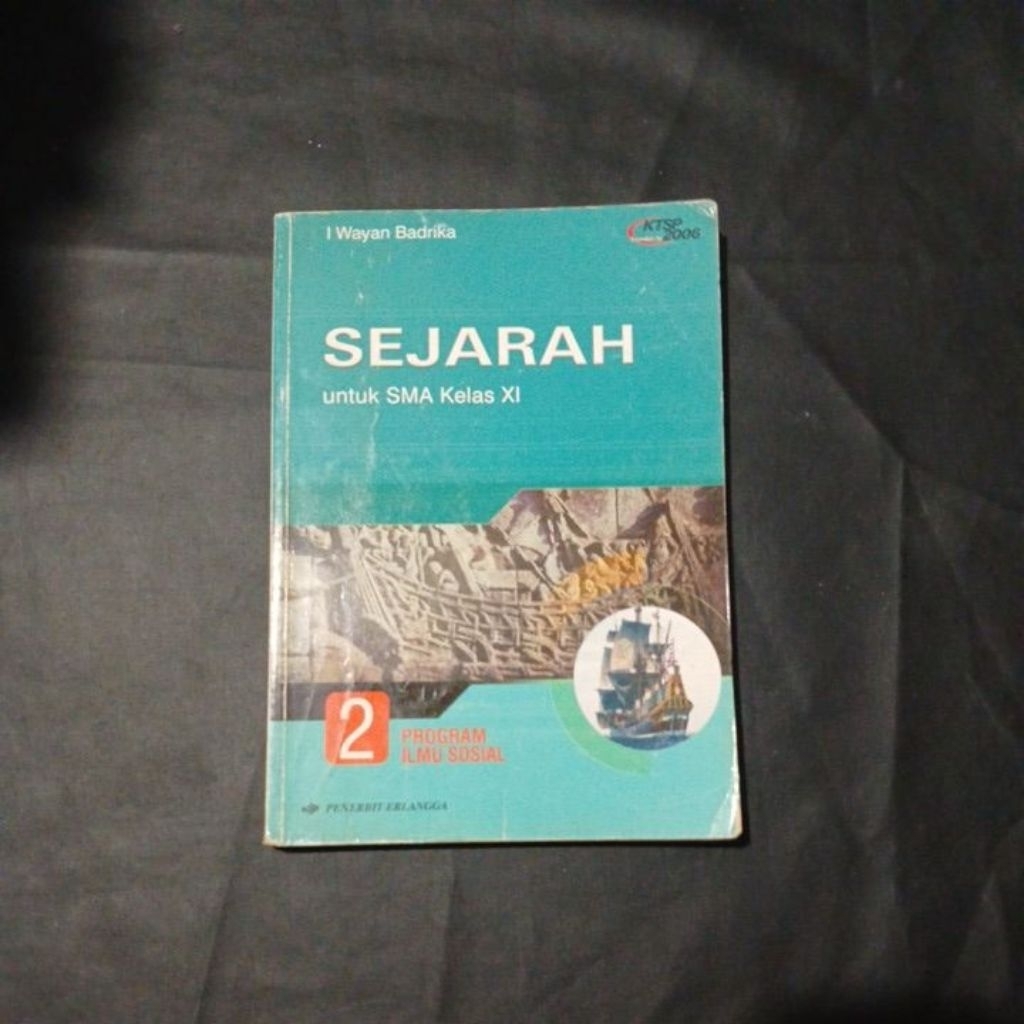 I Wayan Badrika
KTSP
2006
SEJARAH
untuk SMA Kelas XI
2
PROGRAM
ILMU SOSIAL
PENERBIT ERLANGGA